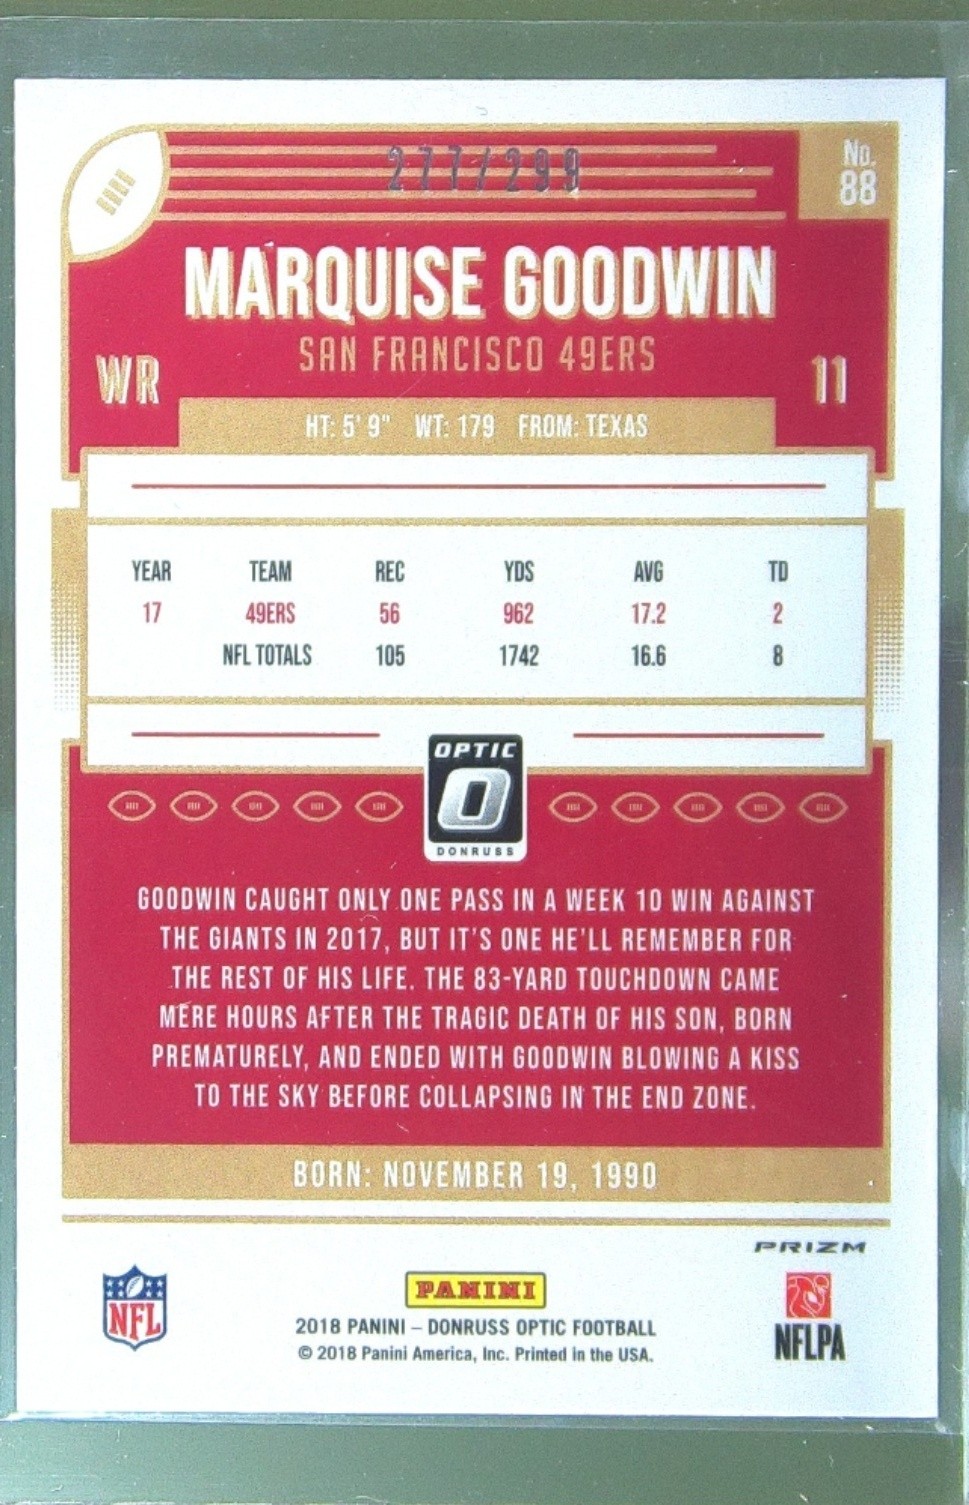 277/299
No.
88
MARQUISE GOODWIN
SAN FRANCISCO 49ERS
WR
11
HT: 5' 9" WT: 179 FROM: TEXAS
YEAR TEAM REC YDS AVG TD
17 49ERS 56 962 17.2 2
NFL TOTALS 105 1742 16.6 8
OPTIC
O
DONRUSS
GOODWIN CAUGHT ONLY ONE PASS IN A WEEK 10 WIN AGAINST
THE GIANTS IN 2017, BUT IT'S ONE HE'LL REMEMBER FOR
THE REST OF HIS LIFE. THE 83-YARD TOUCHDOWN CAME
MERE HOURS AFTER THE TRAGIC DEATH OF HIS SON, BORN
PREMATURELY, AND ENDED WITH GOODWIN BLOWING A KISS
TO THE SKY BEFORE COLLAPSING IN THE END ZONE.
BORN: NOVEMBER 19, 1990
PRIZM
NFL
PANINI
2018 PANINI – DONRUSS OPTIC FOOTBALL
© 2018 Panini America, Inc. Printed in the USA.
NFLPA